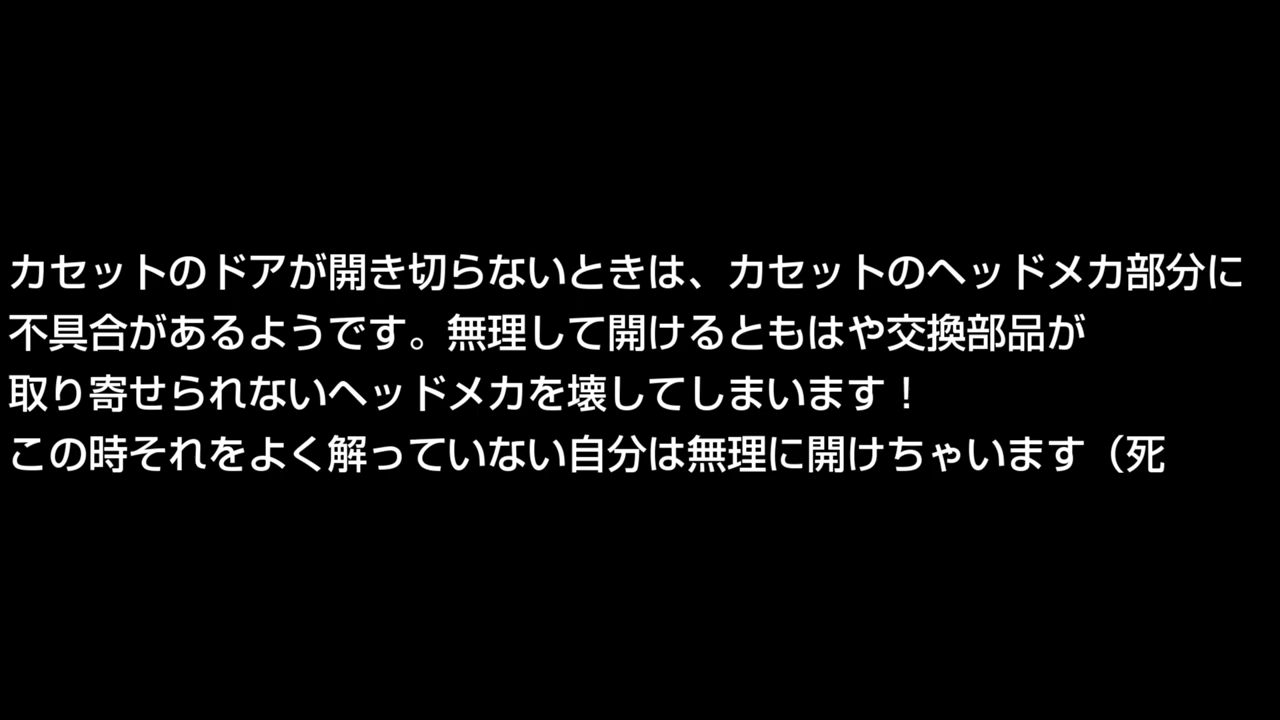 カセットのドアが開き切らないときは、カセットのヘッドメカ部分に
不具合があるようです。無理して開けるともはや交換部品が
取り寄せられないヘッドメカを壊してしまいます！
この時それをよく解っていない自分は無理に開けちゃいます（死